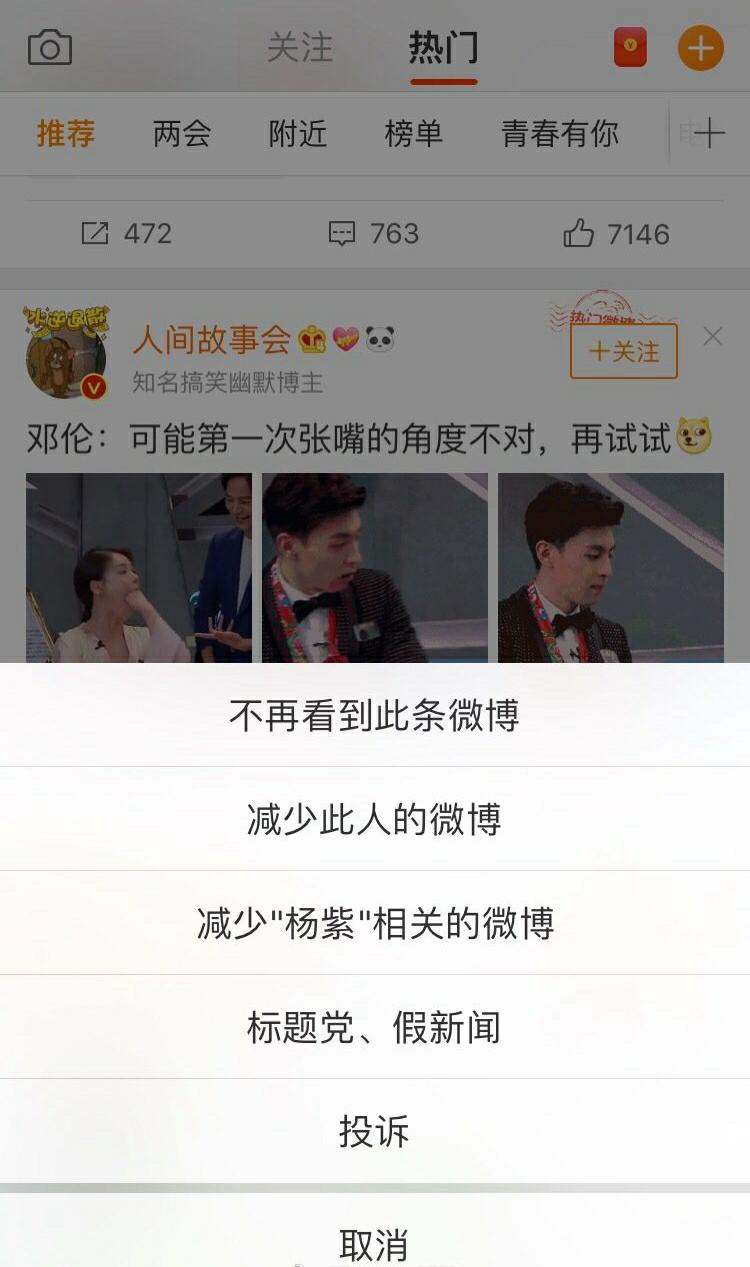 关注 热门
推荐 两会 附近 榜单 青春有你 电
472 763 7146
水逆退散
人间故事会
热门微博
+关注
知名搞笑幽默博主
邓伦：可能第一次张嘴的角度不对，再试试
不再看到此条微博
减少此人的微博
减少"杨紫"相关的微博
标题党、假新闻
投诉
取消